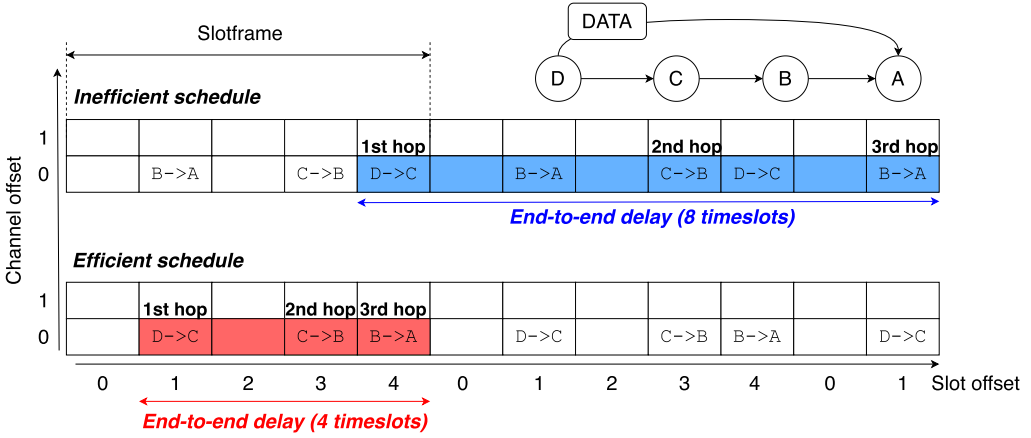 DATA
Slotframe
D
C
B
A
Inefficient schedule
1
1st hop
2nd hop
3rd hop
0
B->A
C->B
D->C
B->A
C->B
D->C
B->A
End-to-end delay (8 timeslots)
Channel offset
Efficient schedule
1
1st hop
2nd hop
3rd hop
0
D->C
C->B
B->A
D->C
C->B
B->A
D->C
0
1
2
3
4
0
1
2
3
4
0
1
Slot offset
End-to-end delay (4 timeslots)